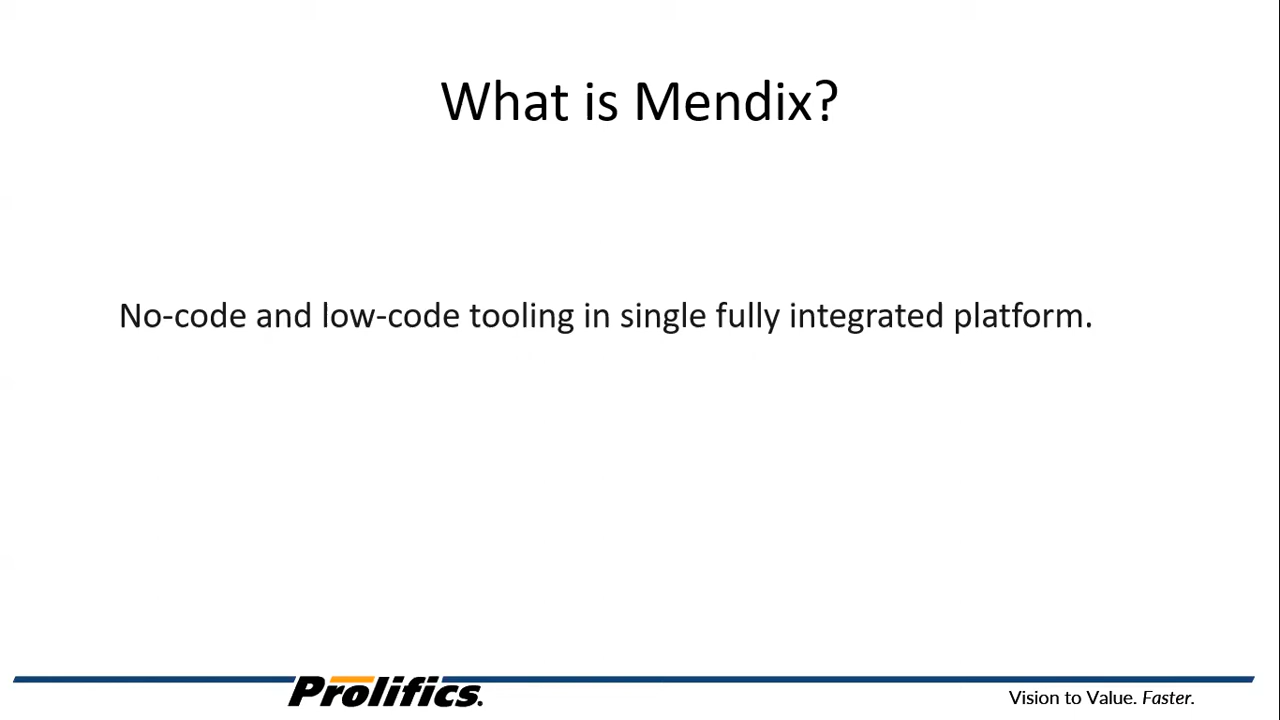 What is Mendix?
No-code and low-code tooling in single fully integrated platform.
Prolifics.
Vision to Value. Faster.